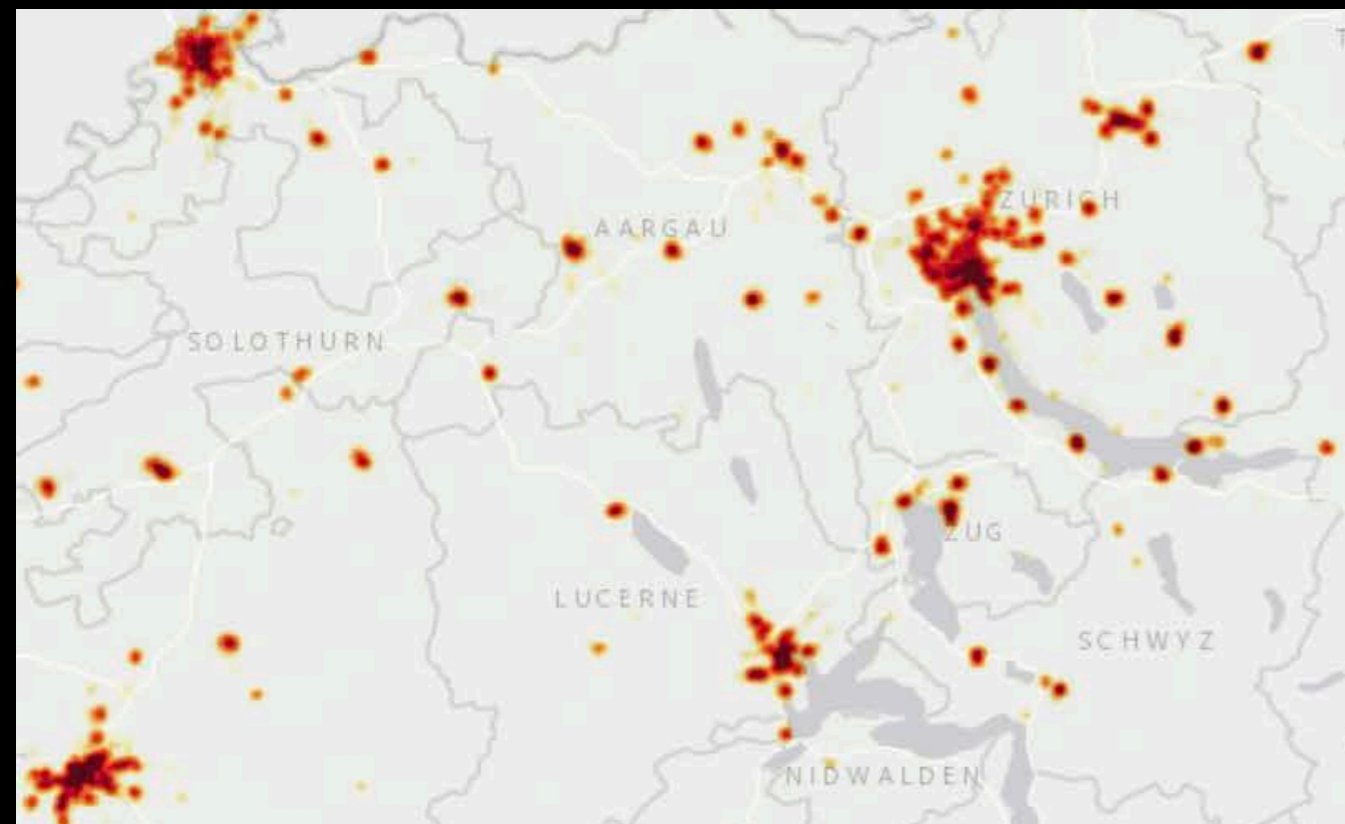 T
ZURICH
AARGAU
SOLOTHURN
ZUG
LUCERNE
SCHWYZ
NIDWALDEN